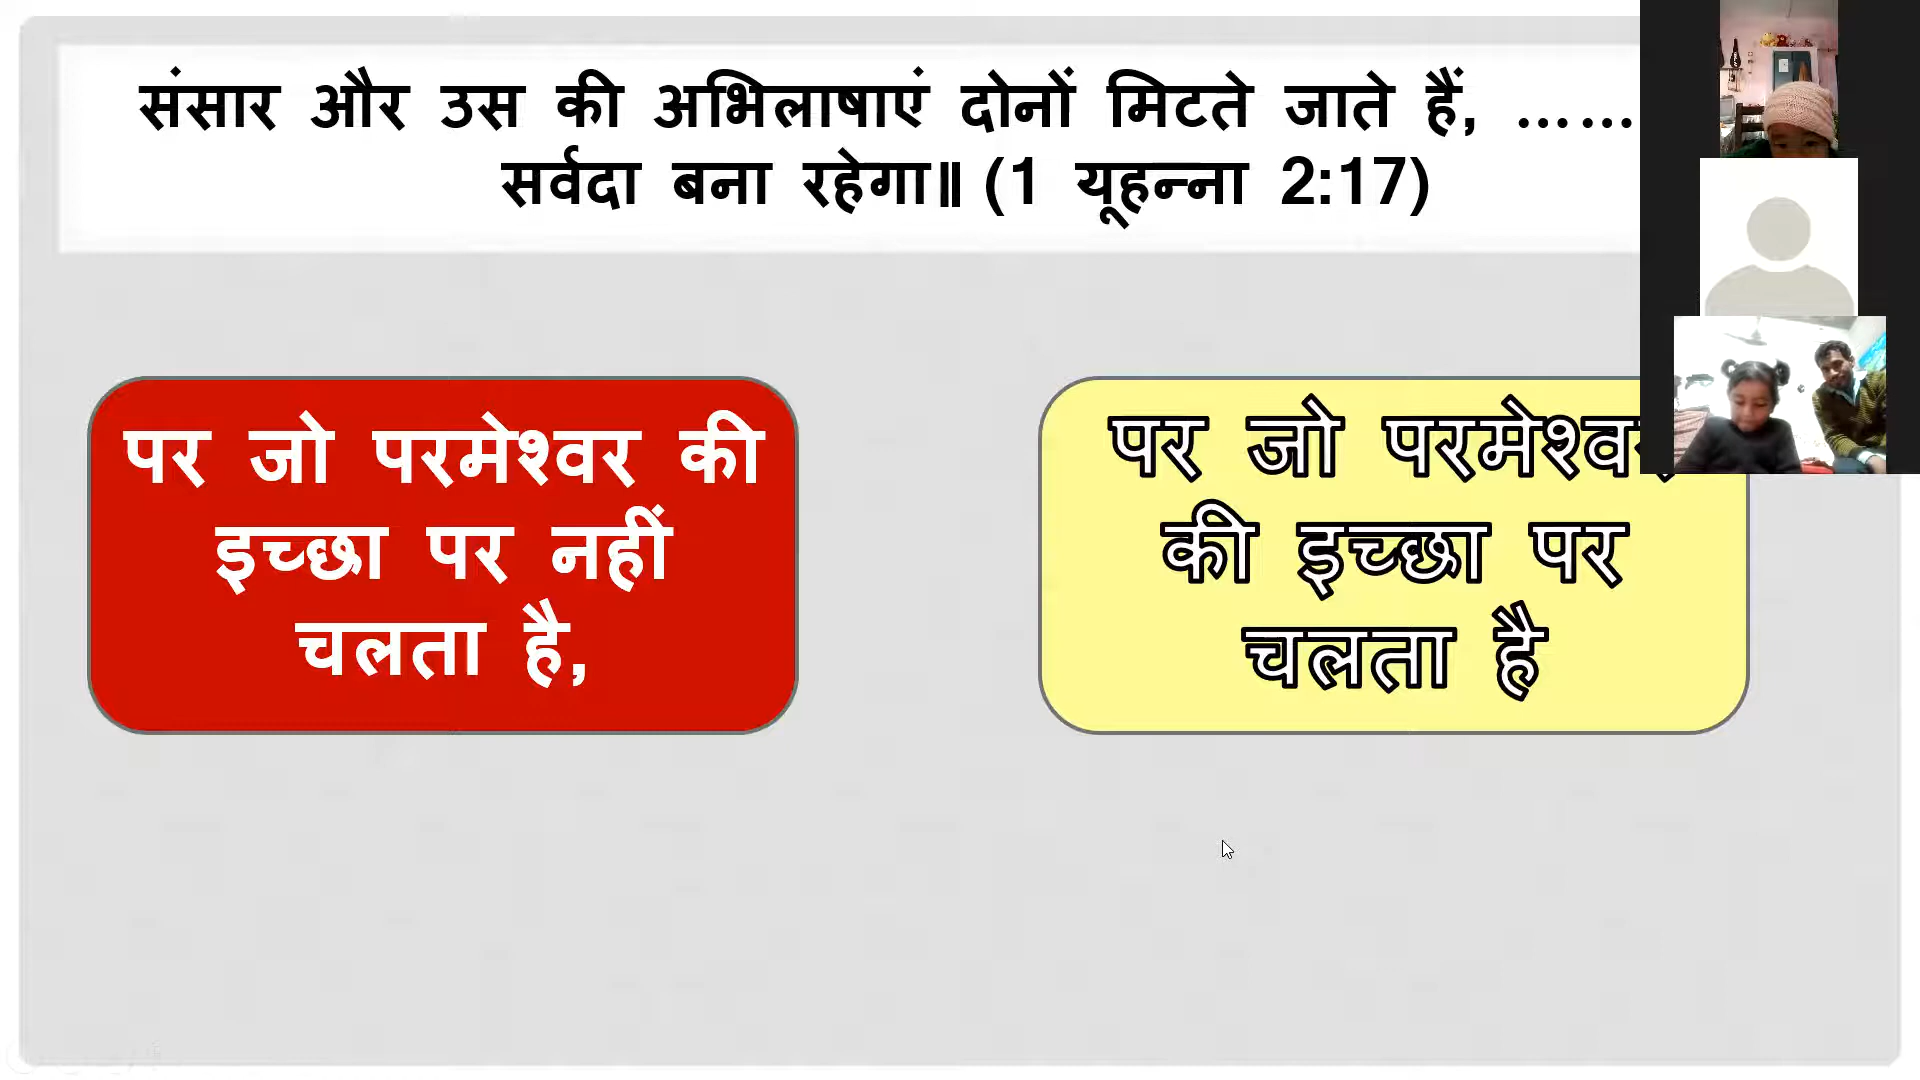 संसार और उस की अभिलाषाएं दोनों मिटते जाते हैं, ……
सर्वदा बना रहेगा॥ (1 यूहन्ना 2:17)
पर जो परमेश्वर की
इच्छा पर नहीं
चलता है,
पर जो परमेश्वर
की इच्छा पर
चलता है